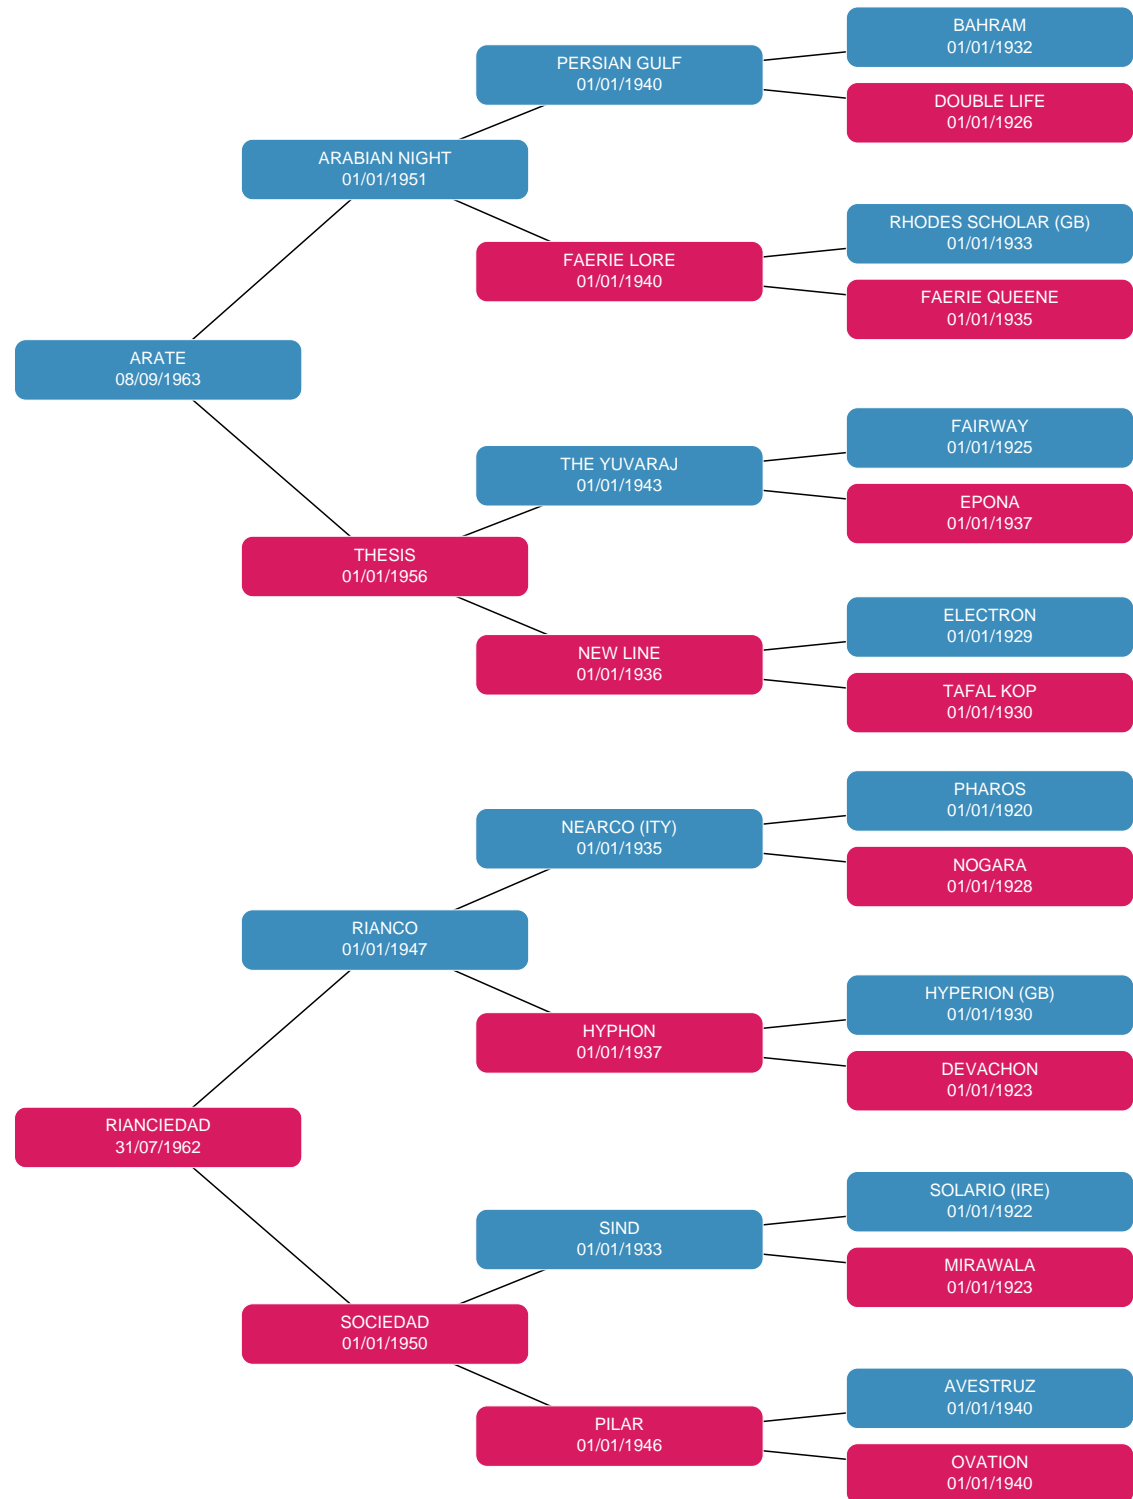 BAHRAM
01/01/1932
PERSIAN GULF
01/01/1940
DOUBLE LIFE
01/01/1926
ARABIAN NIGHT
01/01/1951
RHODES SCHOLAR (GB)
01/01/1933
FAERIE LORE
01/01/1940
FAERIE QUEENE
01/01/1935
ARATE
08/09/1963
FAIRWAY
01/01/1925
THE YUVARAJ
01/01/1943
EPONA
01/01/1937
THESIS
01/01/1956
ELECTRON
01/01/1929
NEW LINE
01/01/1936
TAFAL KOP
01/01/1930
PHAROS
01/01/1920
NEARCO (ITY)
01/01/1935
NOGARA
01/01/1928
RIANCO
01/01/1947
HYPERION (GB)
01/01/1930
HYPHON
01/01/1937
DEVACHON
01/01/1923
RIANCIEDAD
31/07/1962
SOLARIO (IRE)
01/01/1922
SIND
01/01/1933
MIRAWALA
01/01/1923
SOCIEDAD
01/01/1950
AVESTRUZ
01/01/1940
PILAR
01/01/1946
OVATION
01/01/1940